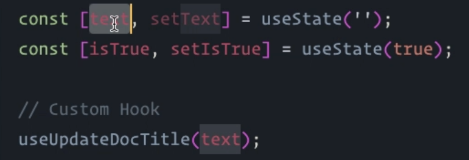 const [text, setText] = useState('');
const [isTrue, setIsTrue] = useState(true);
// Custom Hook
useUpdateDocTitle(text);